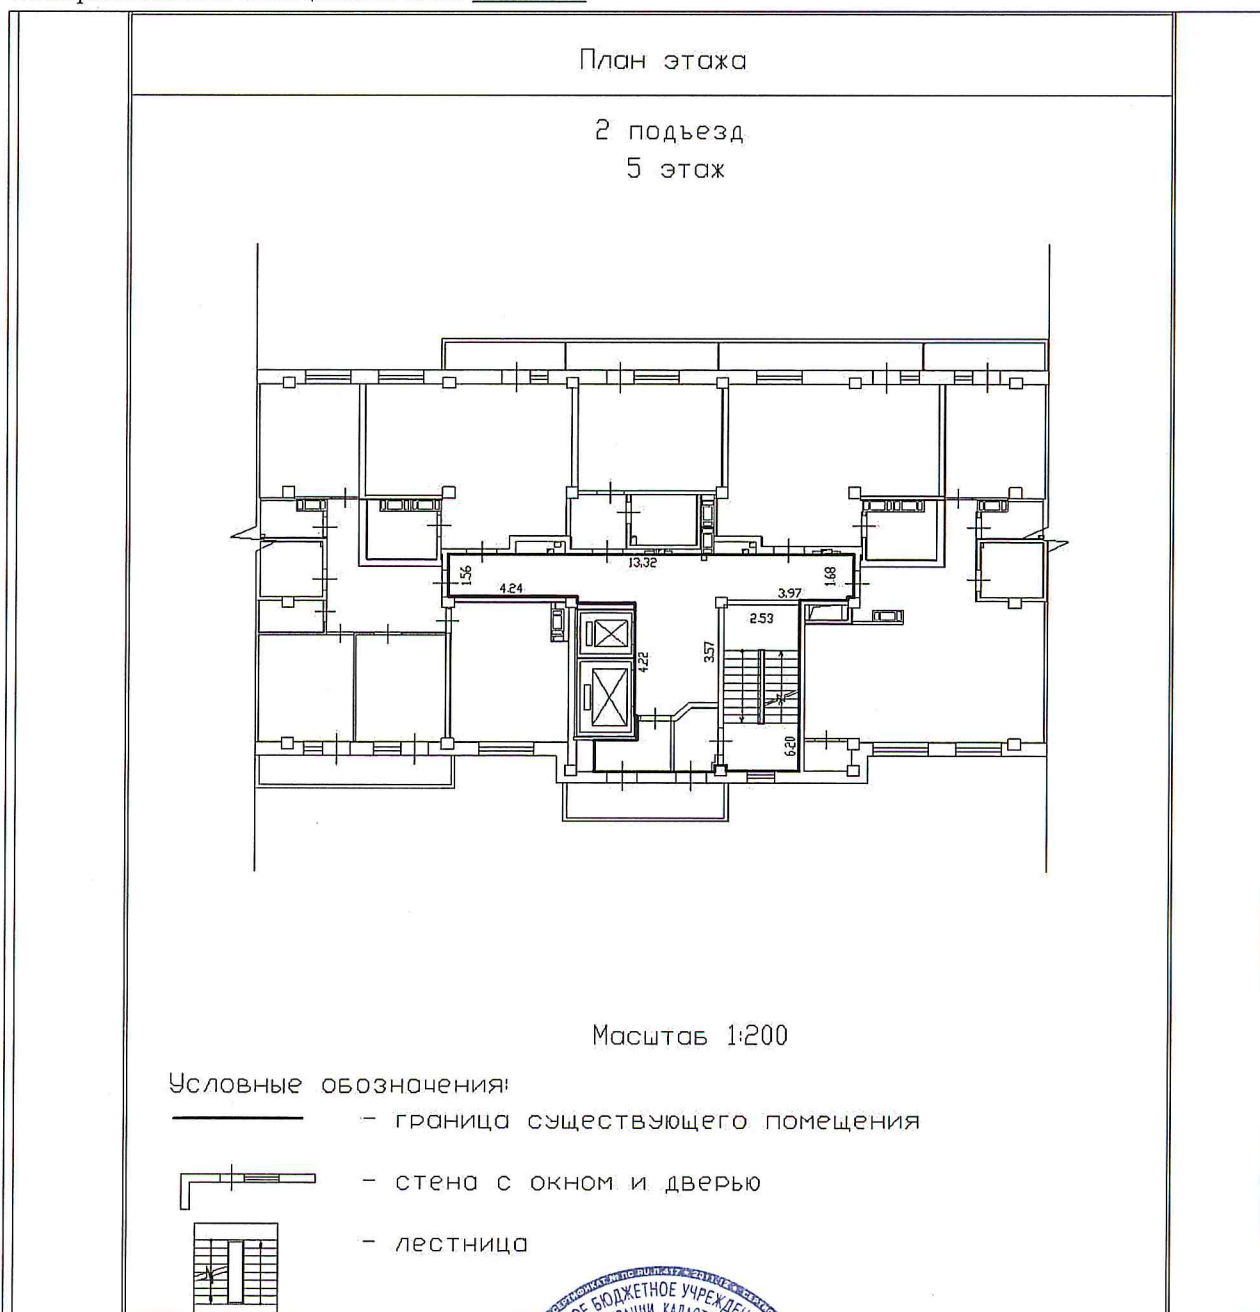 План этажа
2 подъезд
5 этаж
13.32
1.56
4.24
1.68
3.97
2.53
4.22
3.57
6.20
Масштаб 1:200
Условные обозначения:
- граница существующего помещения
- стена с окном и дверью
- лестница
БЮДЖЕТНОЕ